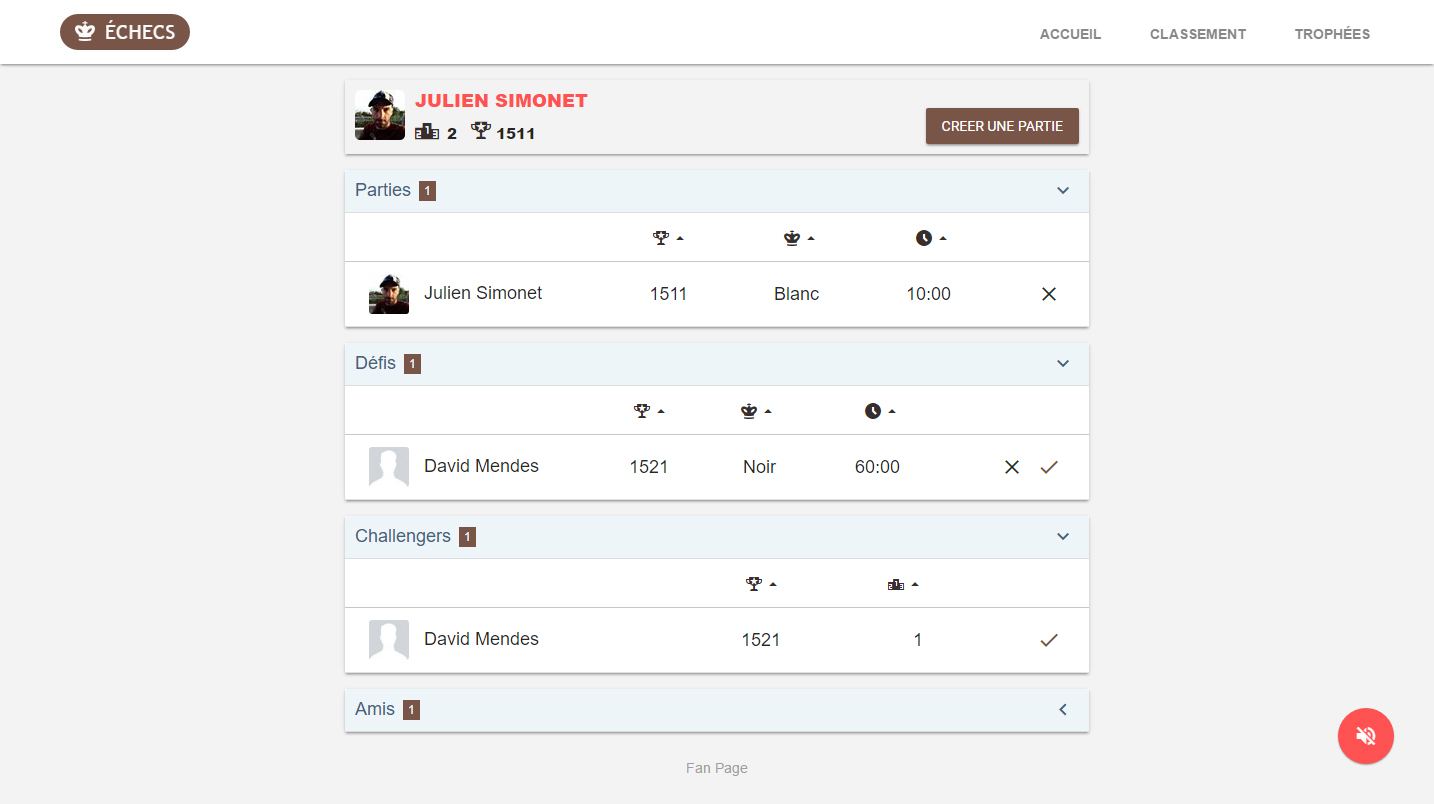 ÉCHECS
ACCUEIL CLASSEMENT TROPHÉES
JULIEN SIMONET
2 1511
CREER UNE PARTIE
Parties 1
Julien Simonet 1511 Blanc 10:00
Défis 1
David Mendes 1521 Noir 60:00
Challengers 1
David Mendes 1521 1
Amis 1
Fan Page